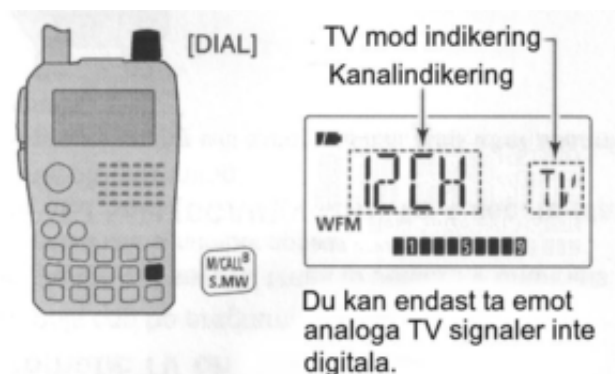 [DIAL]
TV mod indikering
Kanalindikering
12CH
TV
WFM
1 5 9
M/CALL B
S.MW
Du kan endast ta emot
analoga TV signaler inte
digitala.